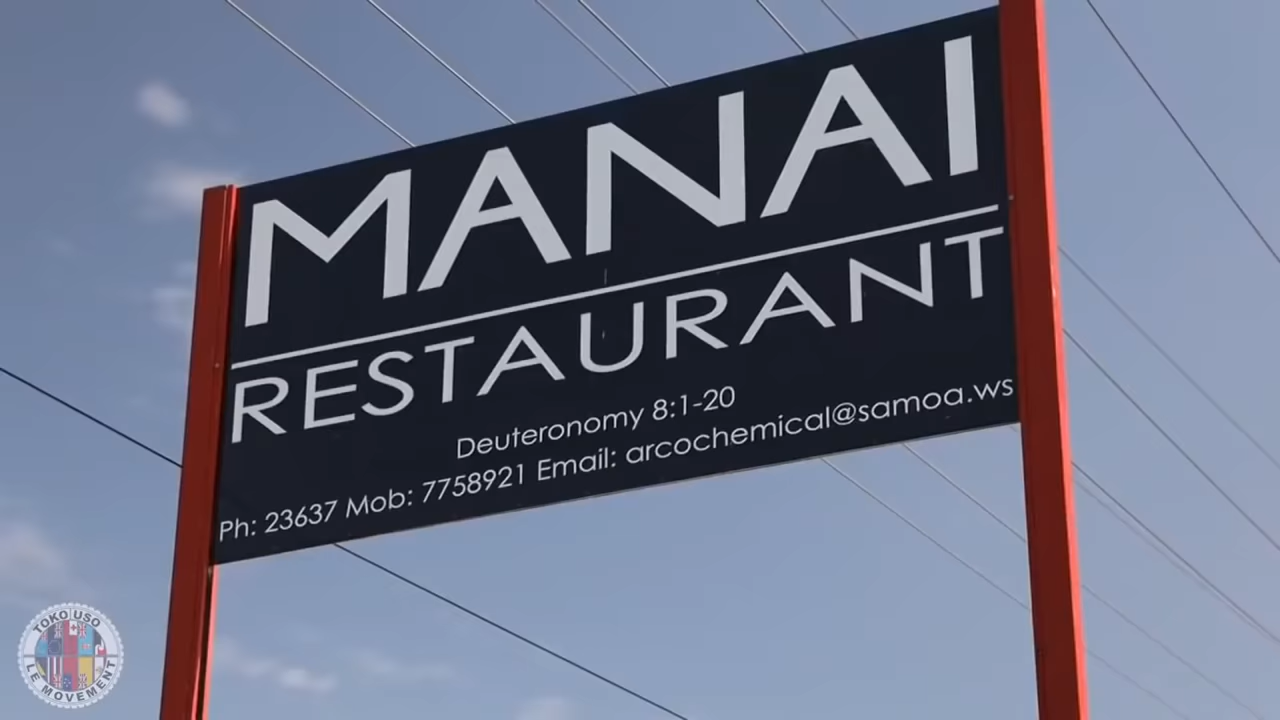 MANAI
RESTAURANT
Deuteronomy 8:1-20
Ph: 23637 Mob: 7758921 Email: arcochemical@samoa.ws
TOKO USO
LE MOVEMENT